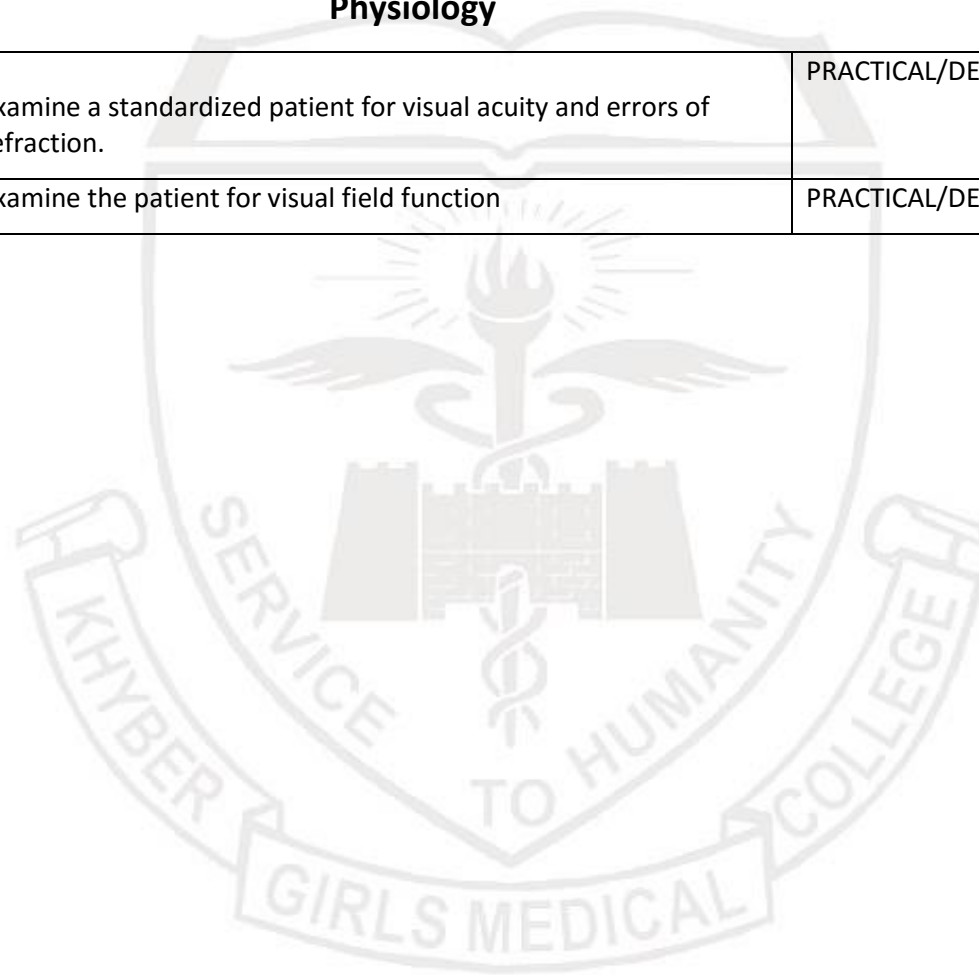 Physiology
xamine a standardized patient for visual acuity and errors of
efraction.
PRACTICAL/DE
xamine the patient for visual field function
PRACTICAL/DE
SERVICE
TO
HUMANITY
KHYBER
GIRLS MEDICAL
COLLEGE